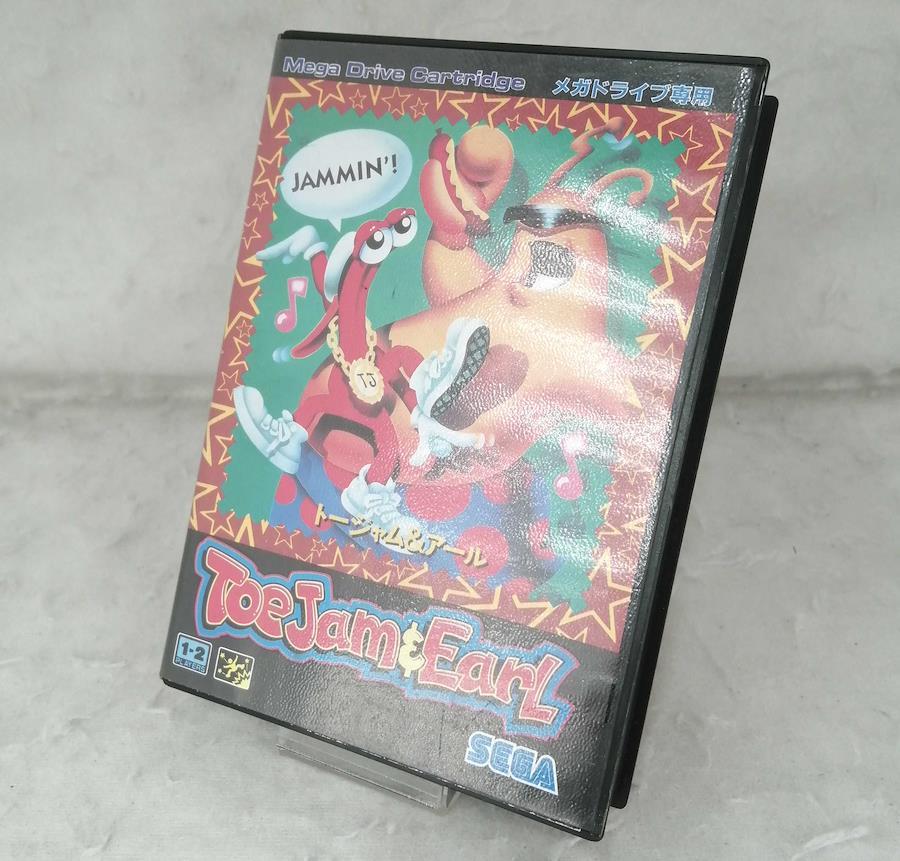 Mega Drive Cartridge
メガドライブ専用
JAMMIN'!
TJ
トージャム&アール
ToeJam & Earl
1-2
PLAYERS
SEGA